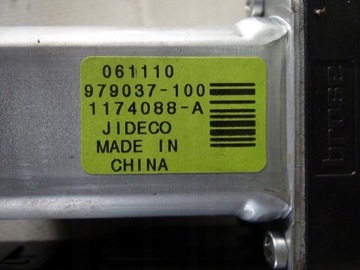 061110
979037-100
1174088-A
JIDECO
MADE IN
CHINA
brose